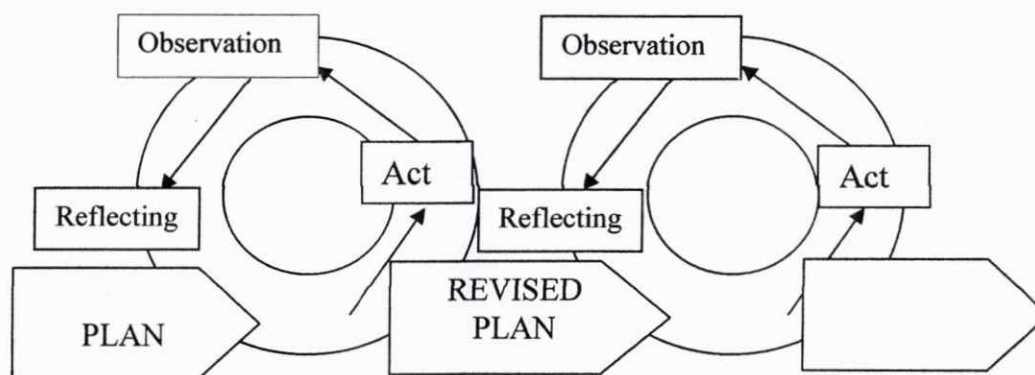 Observation
Observation
Act
Act
Reflecting
Reflecting
PLAN
REVISED
PLAN